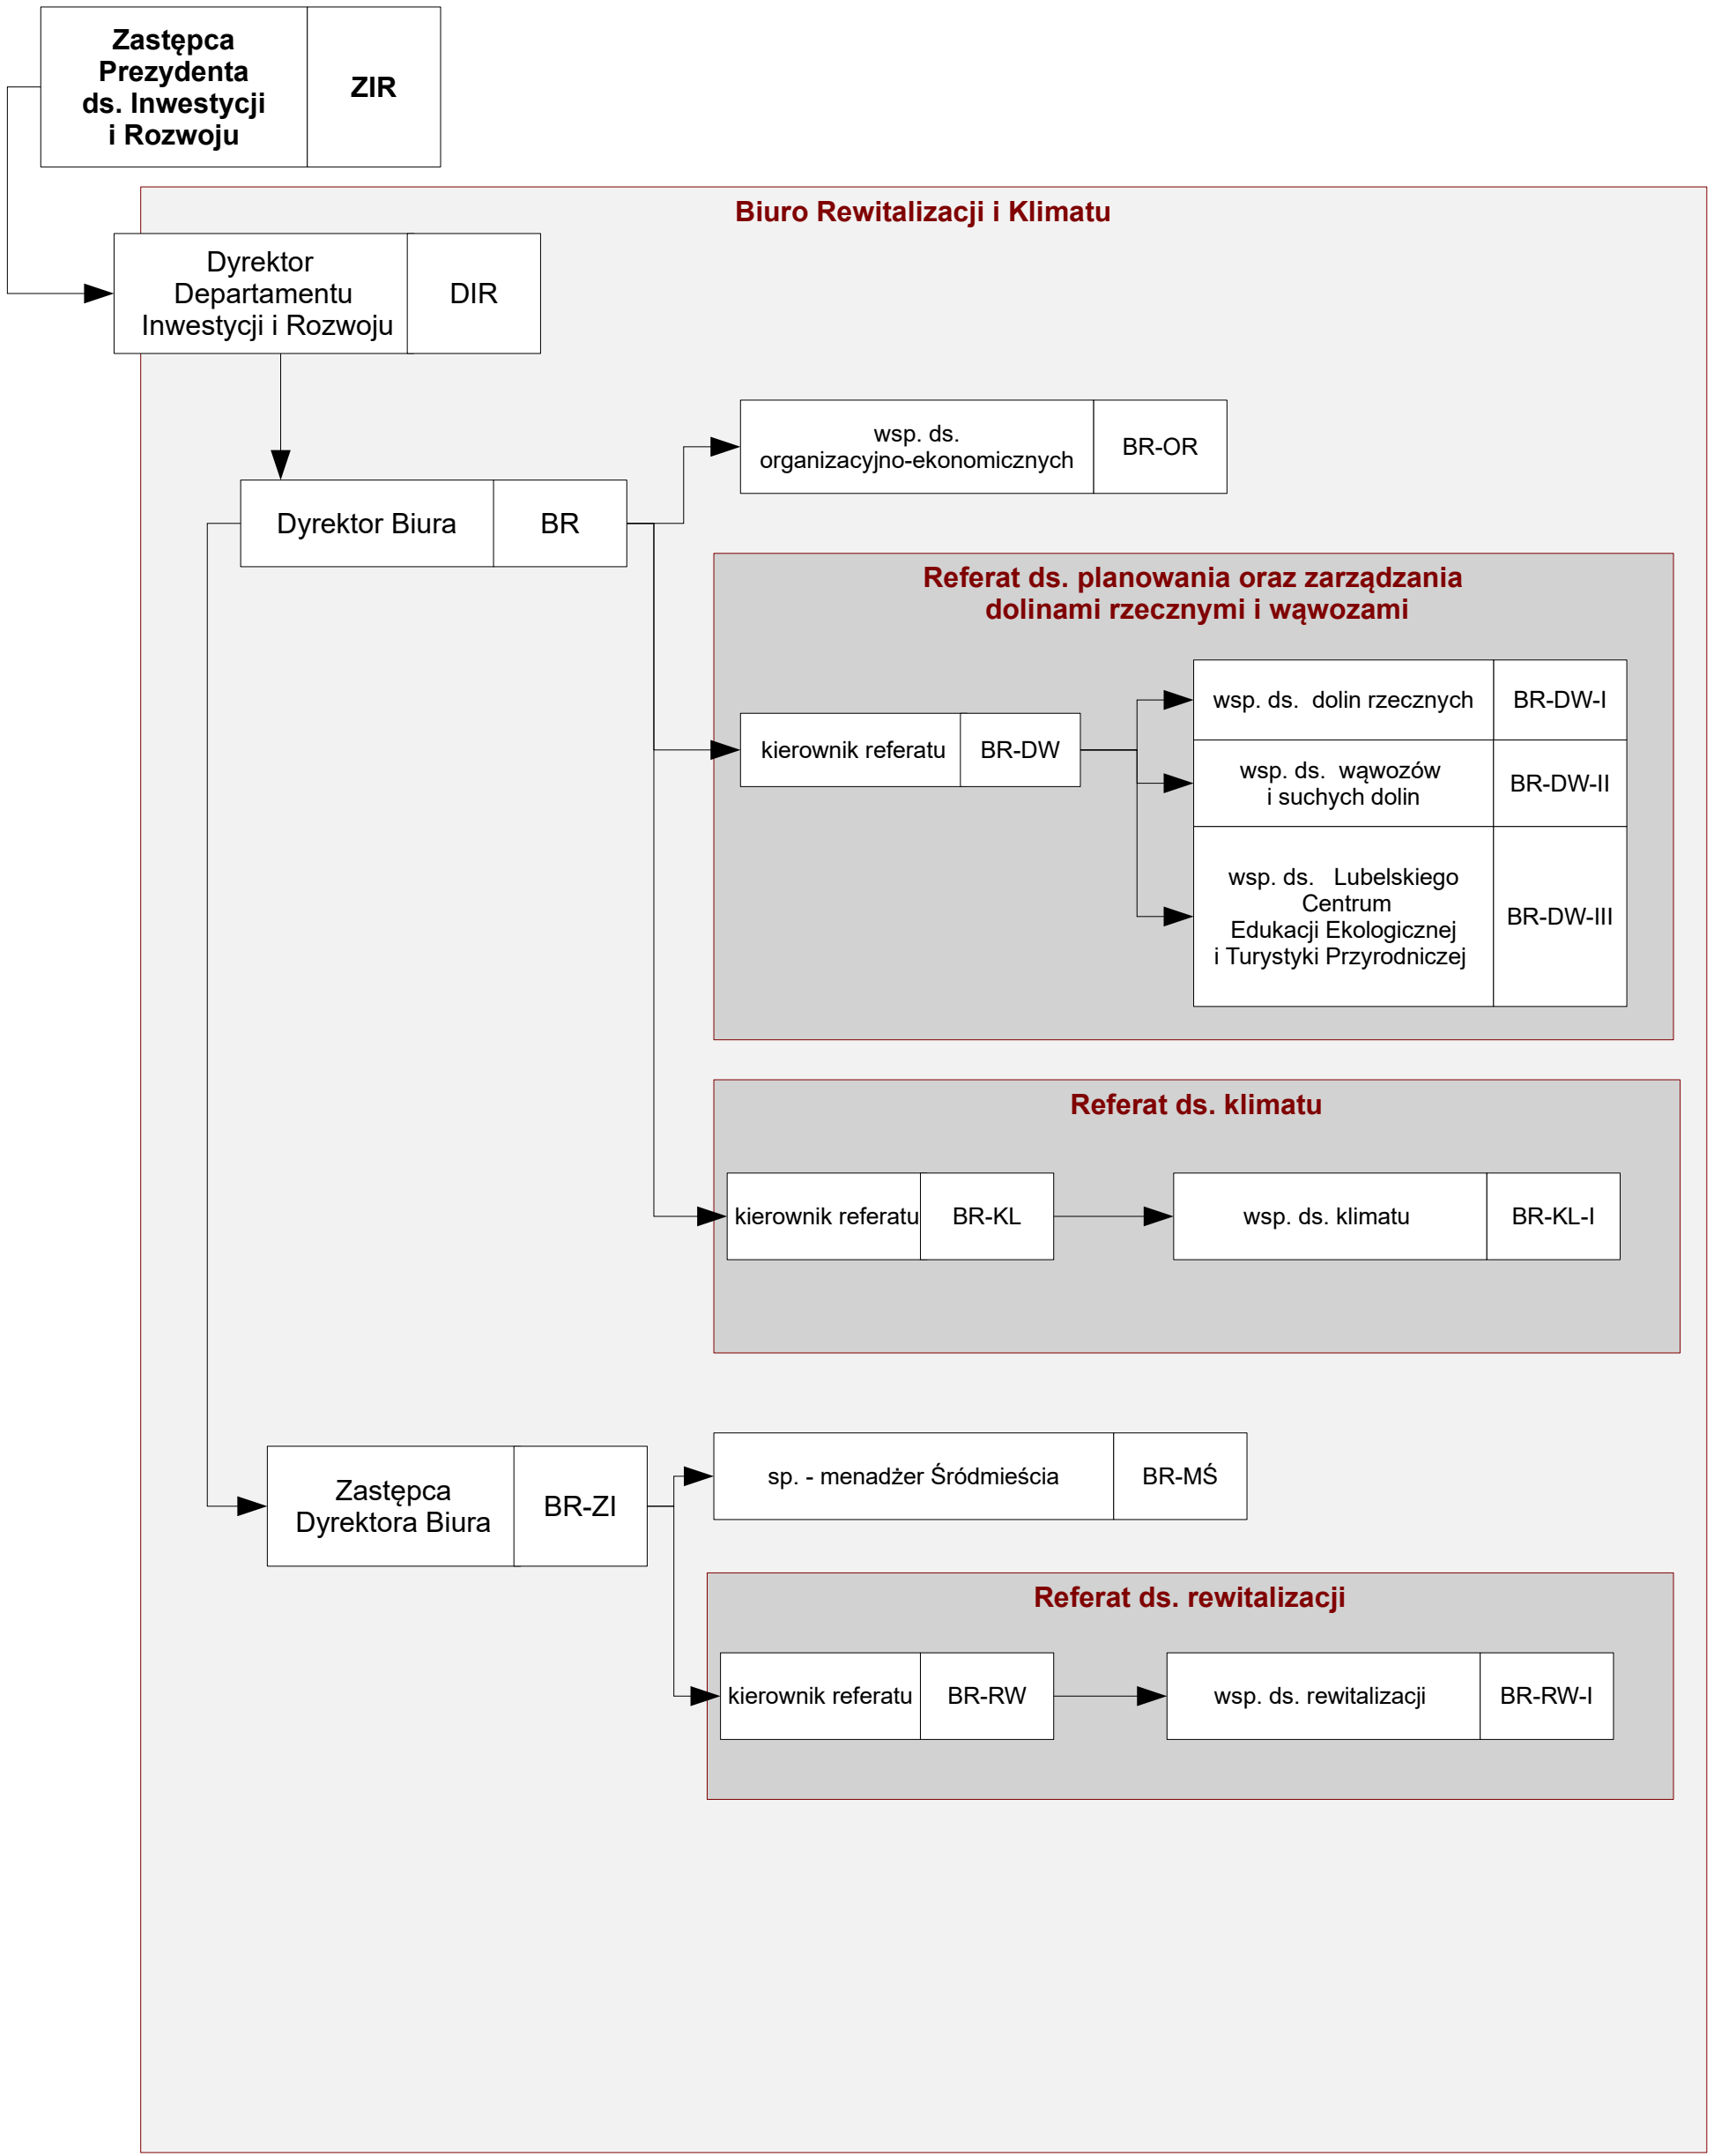 Zastępca
Prezydenta
ds. Inwestycji
i Rozwoju
ZIR
Biuro Rewitalizacji i Klimatu
Dyrektor
Departamentu
Inwestycji i Rozwoju
DIR
wsp. ds.
organizacyjno-ekonomicznych
BR-OR
Dyrektor Biura
BR
Referat ds. planowania oraz zarządzania
dolinami rzecznymi i wąwozami
kierownik referatu
BR-DW
wsp. ds. dolin rzecznych
BR-DW-I
wsp. ds. wąwozów
i suchych dolin
BR-DW-II
wsp. ds. Lubelskiego
Centrum
Edukacji Ekologicznej
i Turystyki Przyrodniczej
BR-DW-III
Referat ds. klimatu
kierownik referatu
BR-KL
wsp. ds. klimatu
BR-KL-I
Zastępca
Dyrektora Biura
BR-ZI
sp. - menadżer Śródmieścia
BR-MŚ
Referat ds. rewitalizacji
kierownik referatu
BR-RW
wsp. ds. rewitalizacji
BR-RW-I